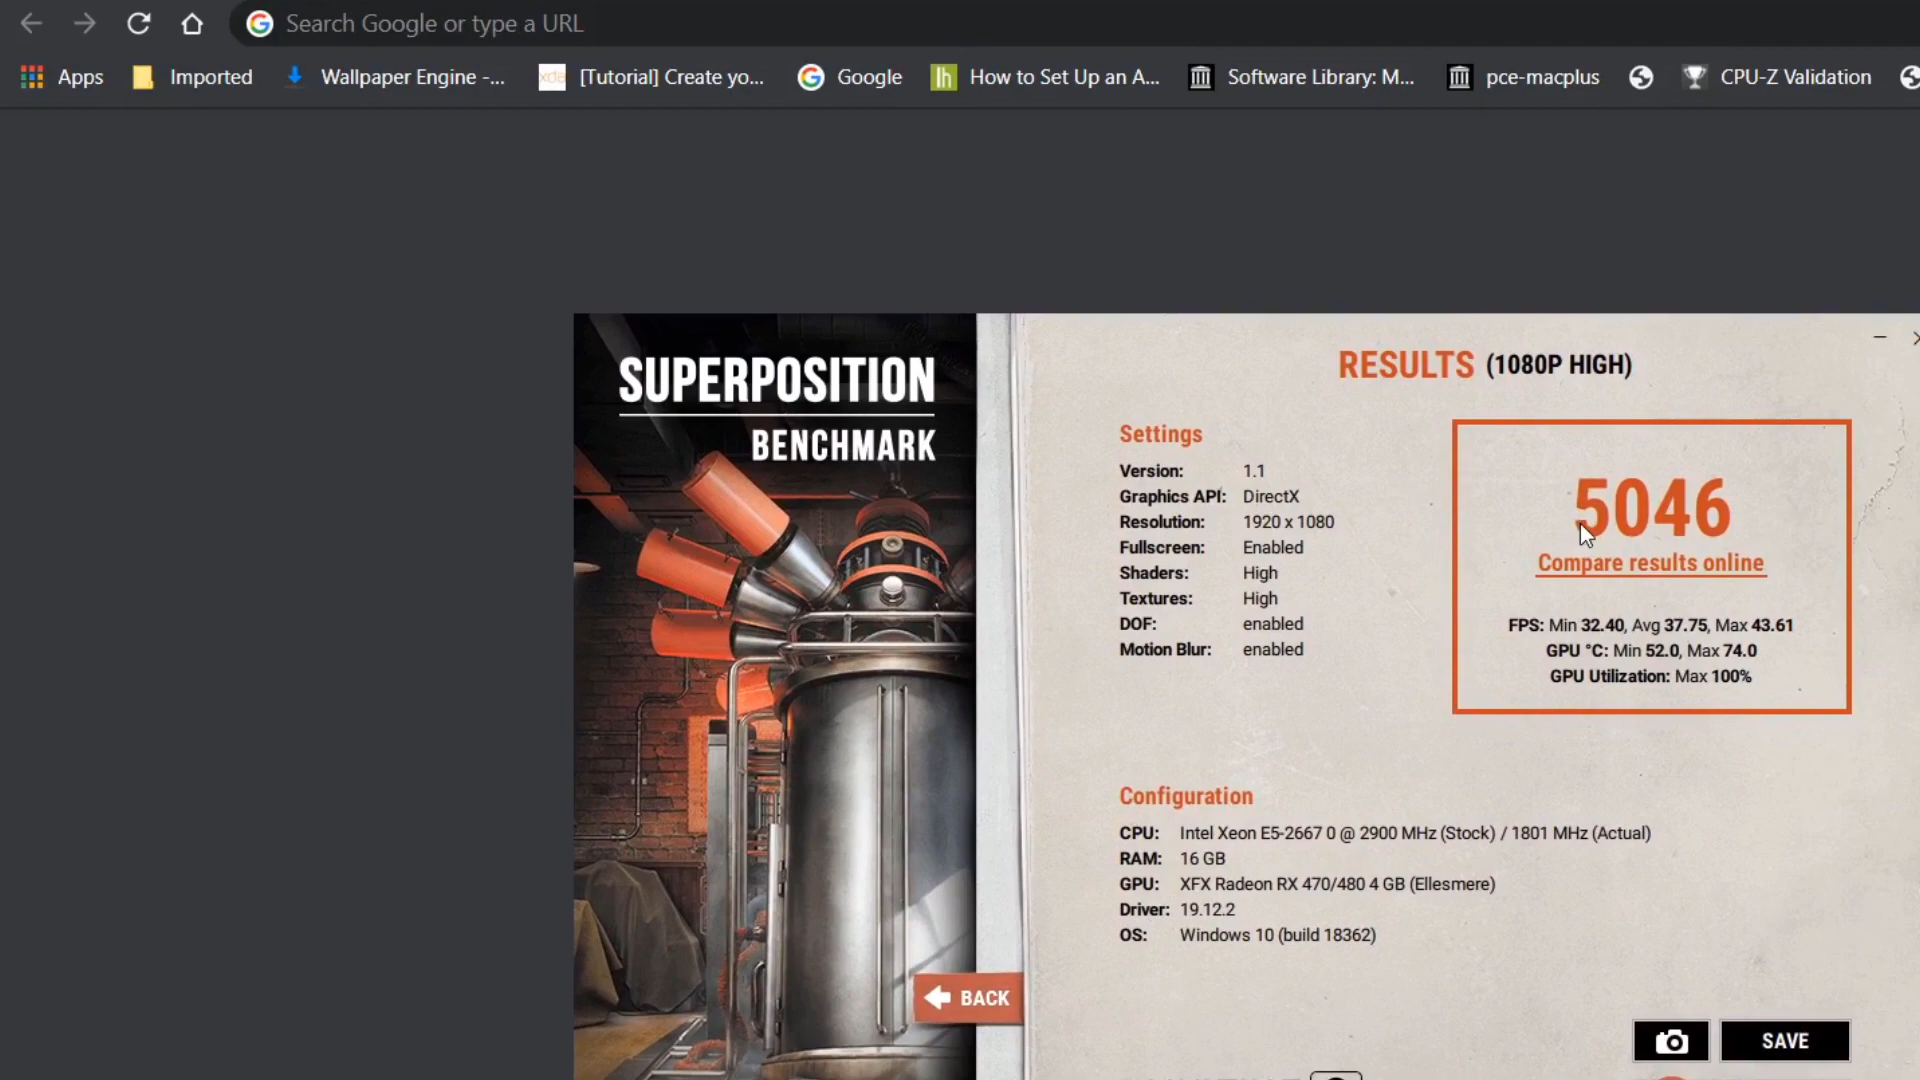 Search Google or type a URL
Apps Imported Wallpaper Engine -... [Tutorial] Create yo... Google How to Set Up an A... Software Library: M... pce-macplus CPU-Z Validation
SUPERPOSITION
BENCHMARK
RESULTS (1080P HIGH)
Settings
Version: 1.1
Graphics API: DirectX
Resolution: 1920 x 1080
Fullscreen: Enabled
Shaders: High
Textures: High
DOF: enabled
Motion Blur: enabled
5046
Compare results online
FPS: Min 32.40, Avg 37.75, Max 43.61
GPU °C: Min 52.0, Max 74.0
GPU Utilization: Max 100%
Configuration
CPU: Intel Xeon E5-2667 0 @ 2900 MHz (Stock) / 1801 MHz (Actual)
RAM: 16 GB
GPU: XFX Radeon RX 470/480 4 GB (Ellesmere)
Driver: 19.12.2
OS: Windows 10 (build 18362)
BACK
SAVE